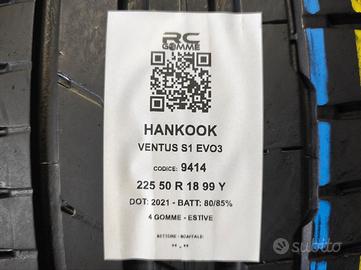 RC
GOMME
HANKOOK
VENTUS S1 EVO3
CODICE: 9414
225 50 R 18 99 Y
DOT: 2021 - BATT: 80/85%
4 GOMME - ESTIVE
SETTORE - SCAFFALE:
subito